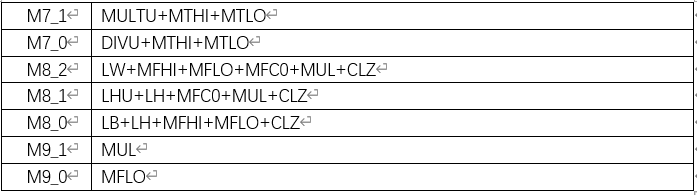 M7_1 MULTU+MTHI+MTLO
M7_0 DIVU+MTHI+MTLO
M8_2 LW+MFHI+MFLO+MFC0+MUL+CLZ
M8_1 LHU+LH+MFC0+MUL+CLZ
M8_0 LB+LH+MFHI+MFLO+CLZ
M9_1 MUL
M9_0 MFLO